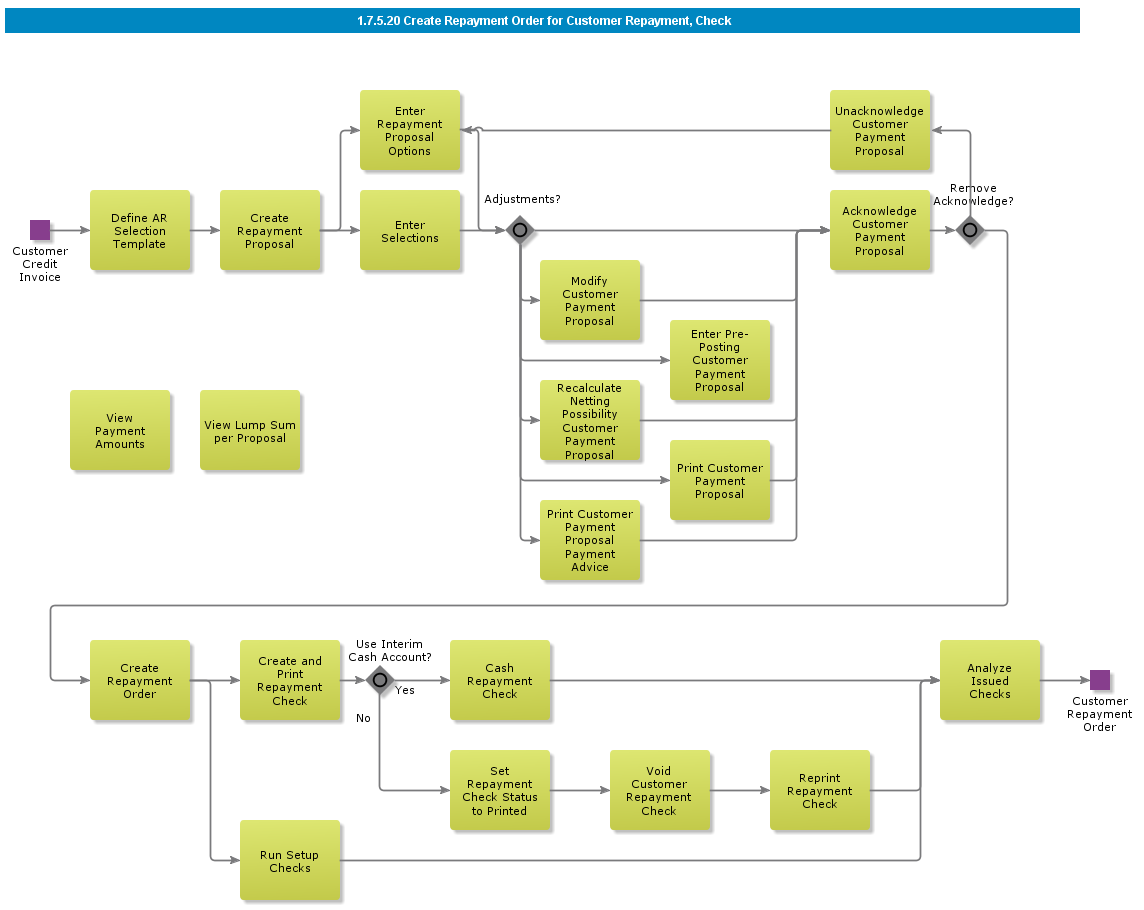 1.7.5.20 Create Repayment Order for Customer Repayment, Check
Enter
Repayment
Proposal
Options
Unacknowledge
Customer
Payment
Proposal
Customer
Credit
Invoice
Define AR
Selection
Template
Create
Repayment
Proposal
Enter
Selections
Adjustments?
Acknowledge
Customer
Payment
Proposal
Remove
Acknowledge?
Modify
Customer
Payment
Proposal
Enter Pre-
Posting
Customer
Payment
Proposal
View
Payment
Amounts
View Lump Sum
per Proposal
Recalculate
Netting
Possibility
Customer
Payment
Proposal
Print Customer
Payment
Proposal
Print Customer
Payment
Proposal
Payment
Advice
Create
Repayment
Order
Create and
Print
Repayment
Check
Use Interim
Cash Account?
Yes
No
Cash
Repayment
Check
Analyze
Issued
Checks
Customer
Repayment
Order
Set
Repayment
Check Status
to Printed
Void
Customer
Repayment
Check
Reprint
Repayment
Check
Run Setup
Checks